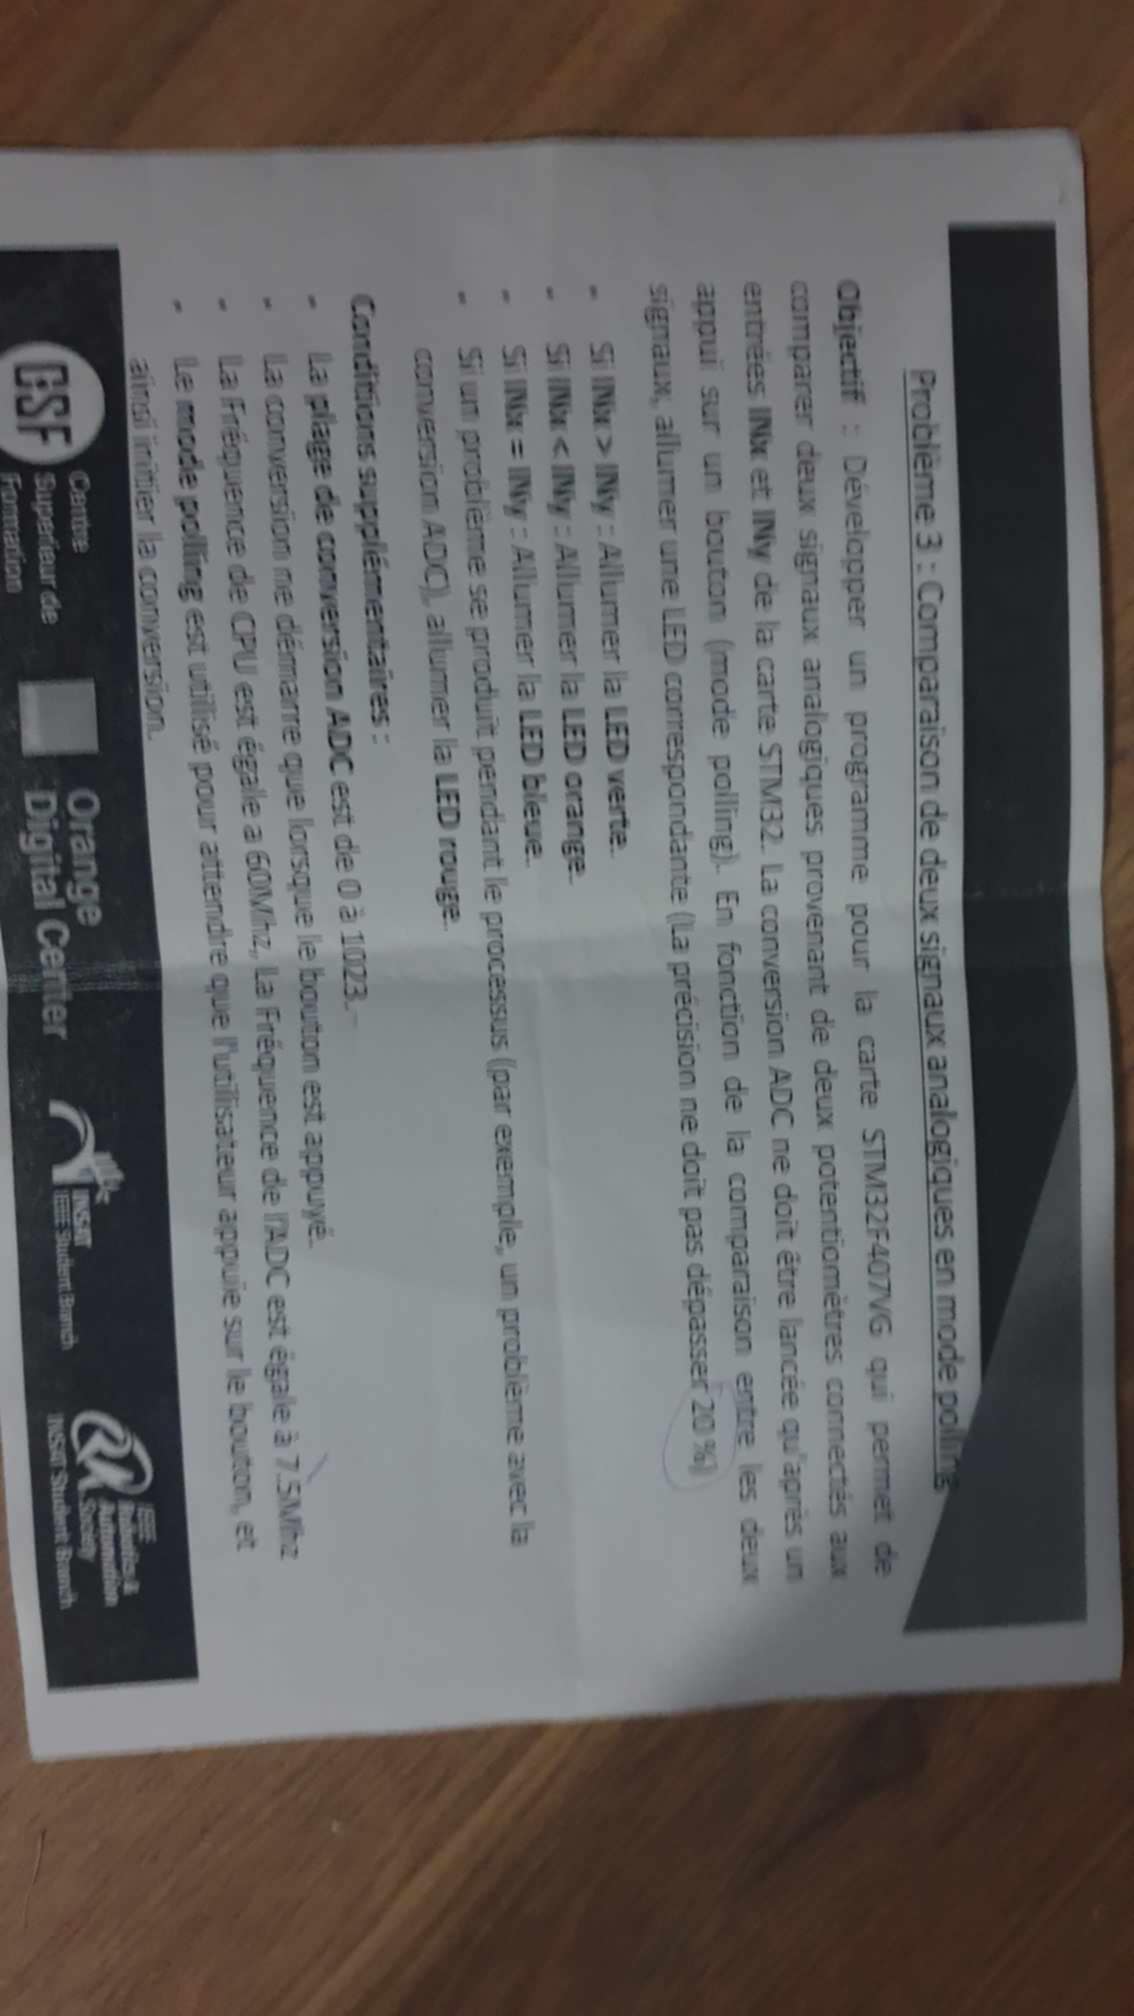 Problème 3 : Comparaison de deux signaux analogiques en mode polling
Objectif : Développer un programme pour la carte STM32F407VG qui permet de
comparer deux signaux analogiques provenant de deux potentiomètres connectés aux
entrées INx et INy de la carte STM32. La conversion ADC ne doit être lancée qu'après un
appui sur un bouton (mode polling). En fonction de la comparaison entre les deux
signaux, allumer une LED correspondante (La précision ne doit pas dépasser 20 %)
- Si INx > INy : Allumer la LED verte.
- Si INx < INy : Allumer la LED orange.
- Si INx = INy : Allumer la LED bleue.
- Si un problème se produit pendant le processus (par exemple, un problème avec la
conversion ADC), allumer la LED rouge.
Conditions supplémentaires :
- La plage de conversion ADC est de 0 à 1023.
- La conversion ne démarre que lorsque le bouton est appuyé.
- La Fréquence de CPU est égale a 60Mhz, La Fréquence de l'ADC est égale à 7.5Mhz
- Le mode polling est utilisé pour attendre que l'utilisateur appuie sur le bouton, et
ainsi initier la conversion.
CSF
Centre
Superieur de
Formation
Orange
Digital Center
INSAT
IEEE Student Branch
IEEE
Robotics &
Automation
Society
INSAT Student Branch